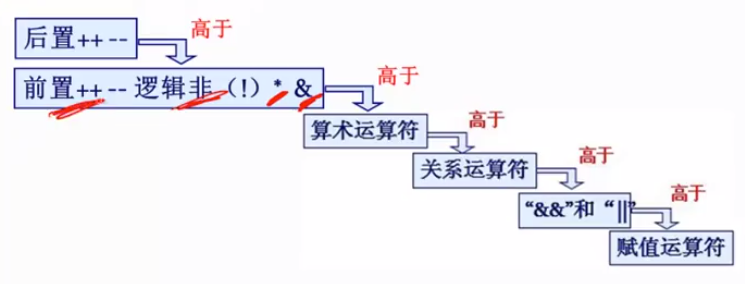 后置++ --
高于
前置++ -- 逻辑非（!）* &
高于
算术运算符
高于
关系运算符
高于
“&&”和“||”
高于
赋值运算符